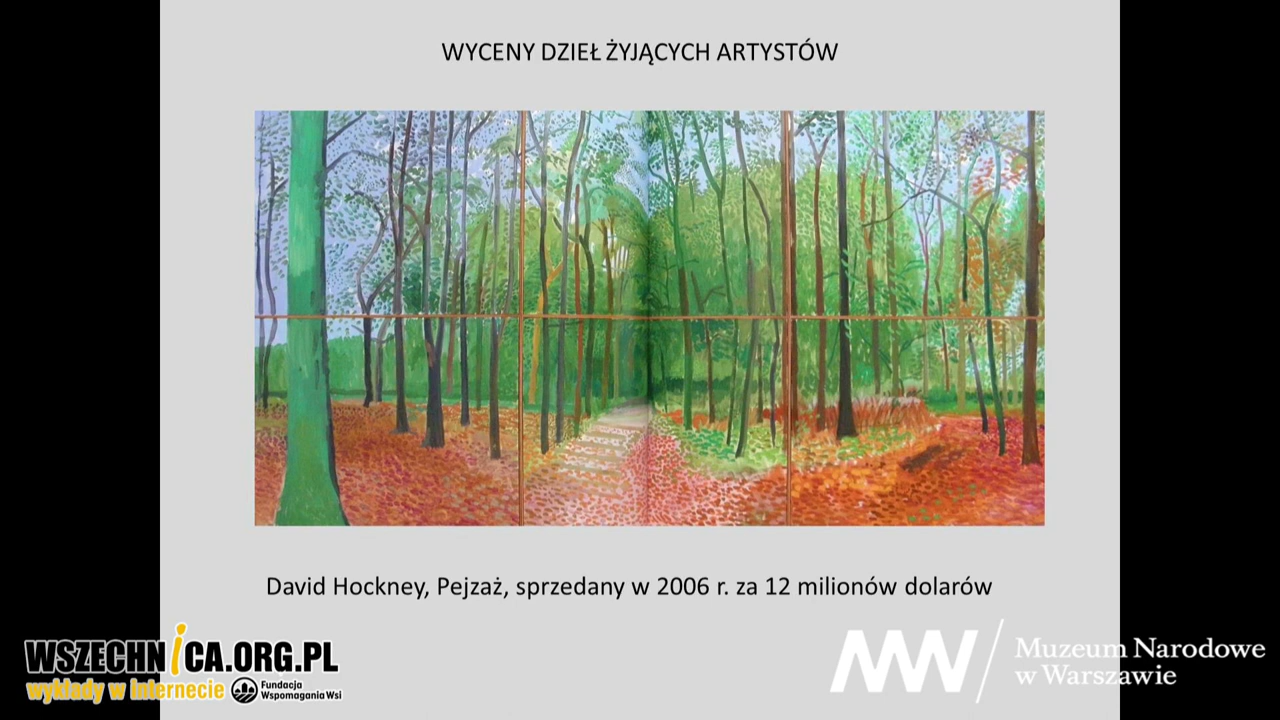 WYCENY DZIEŁ ŻYJĄCYCH ARTYSTÓW
David Hockney, Pejzaż, sprzedany w 2006 r. za 12 milionów dolarów
WSZECHNICA.ORG.PL
wykłady w Internecie
Fundacja
Wspomagania Wsi
Muzeum Narodowe
w Warszawie